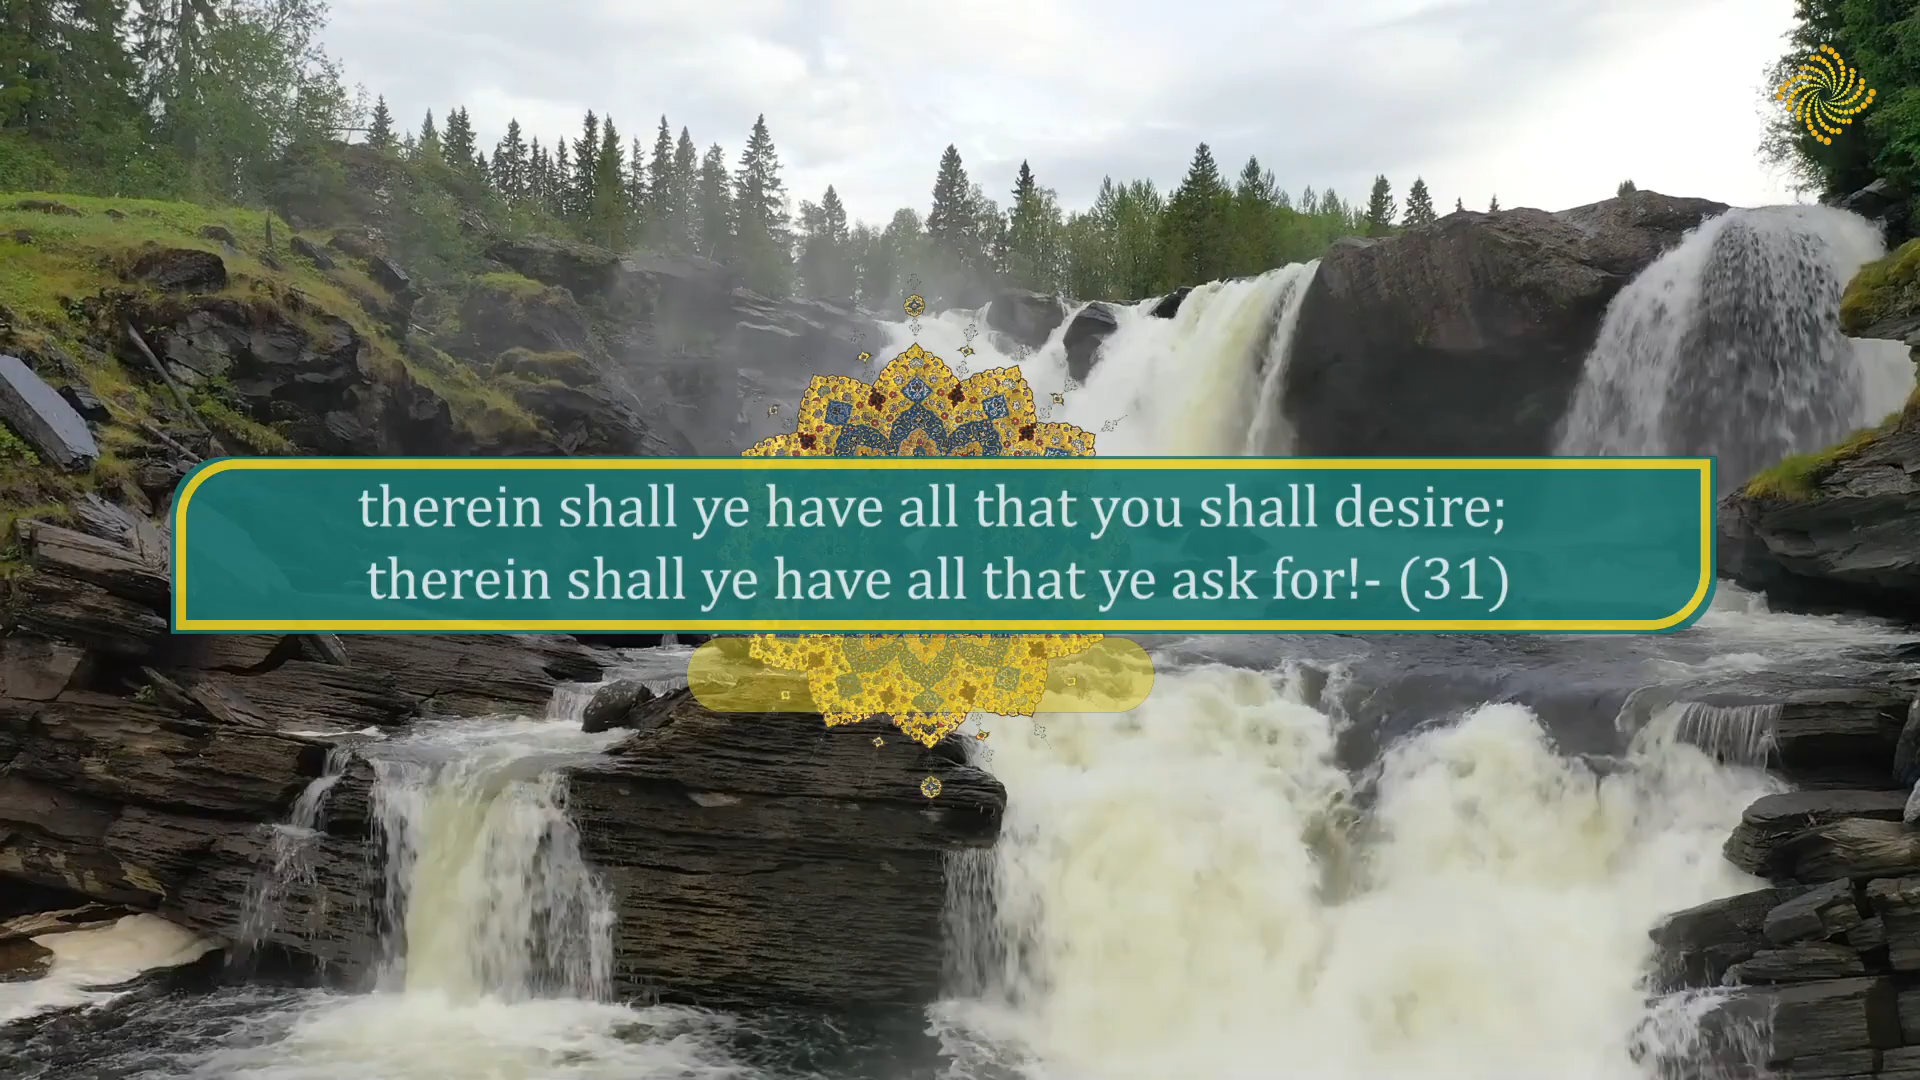 therein shall ye have all that you shall desire;
therein shall ye have all that ye ask for!- (31)